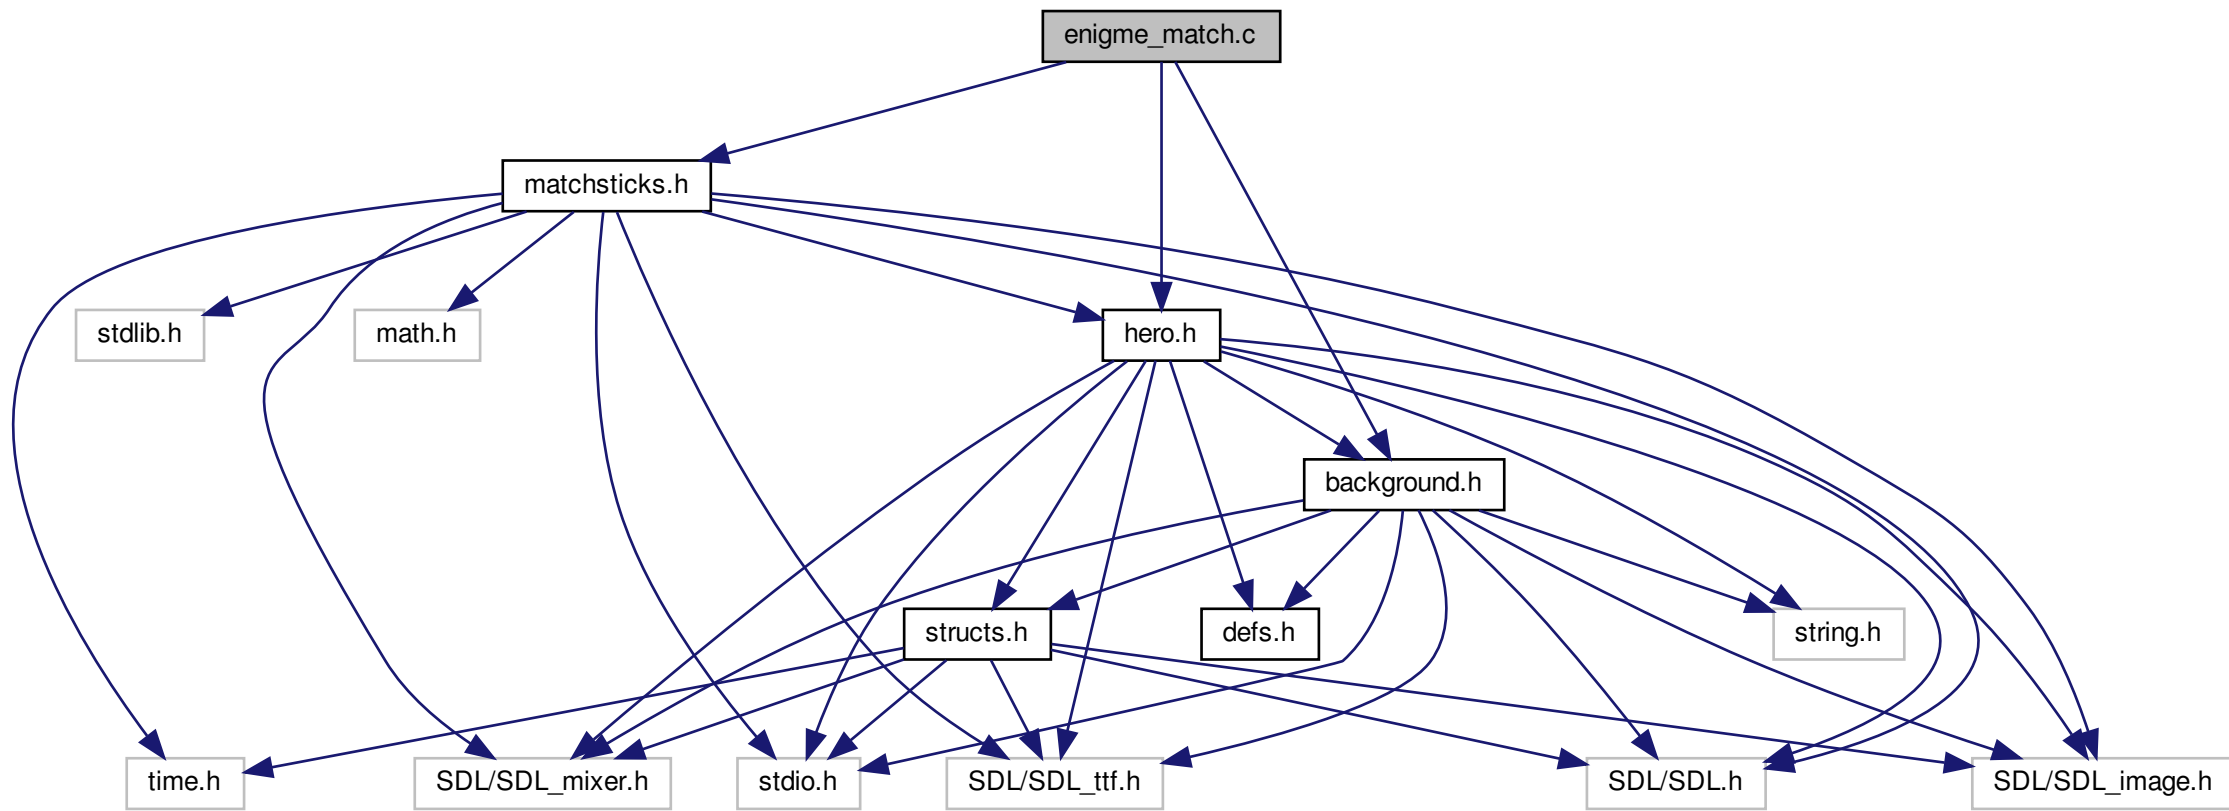 enigme_match.c
matchsticks.h
stdlib.h
math.h
hero.h
background.h
structs.h
defs.h
string.h
time.h
SDL/SDL_mixer.h
stdio.h
SDL/SDL_ttf.h
SDL/SDL.h
SDL/SDL_image.h